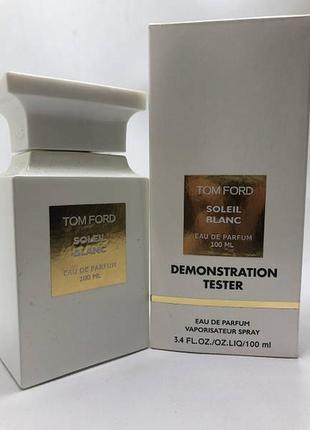 TOM FORD
SOLEIL
BLANC
EAU DE PARFUM
100 ML
TOM FORD
SOLEIL
BLANC
EAU DE PARFUM
100 ML
DEMONSTRATION
TESTER
EAU DE PARFUM
VAPORISATEUR SPRAY
3.4 FL.OZ./OZ.LIQ/100 ml